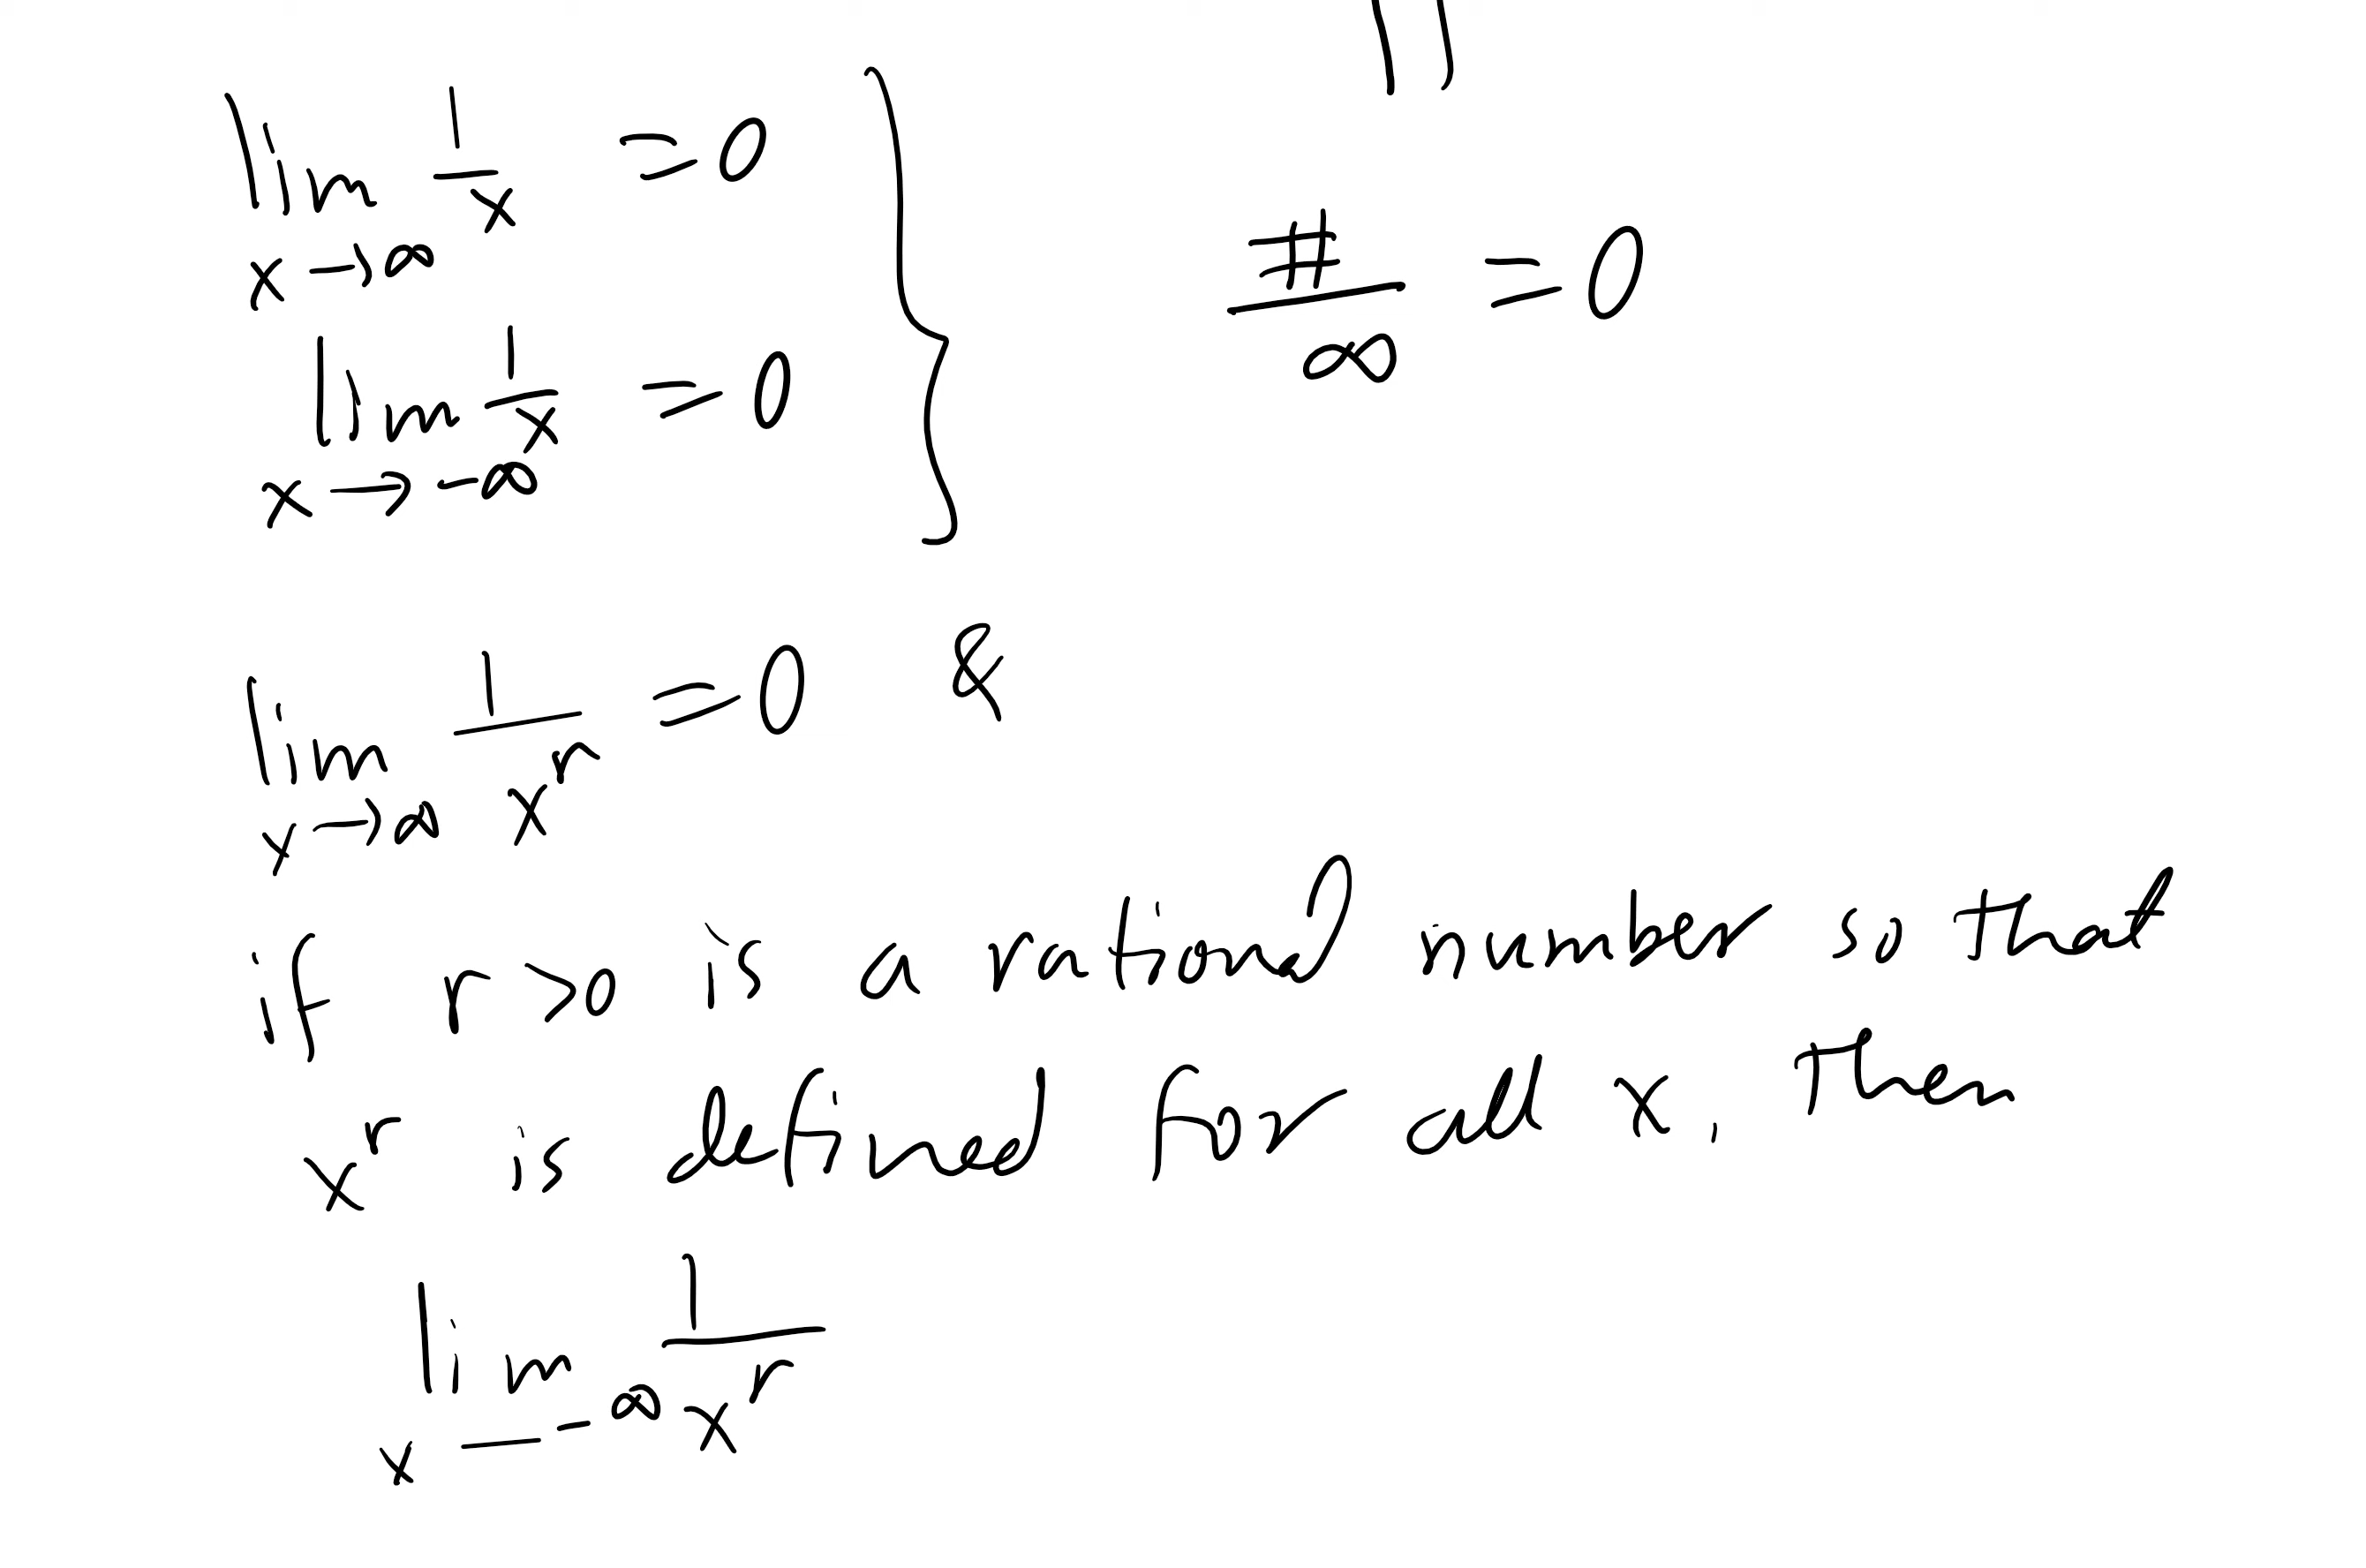 lim 1/x = 0
x → ∞
lim 1/x = 0
x → -∞
#/∞ = 0
lim 1/x^r = 0 &
x → ∞
if r > 0 is a rational number so that
x^r is defined for all x, then
lim 1/x^r
x — -∞